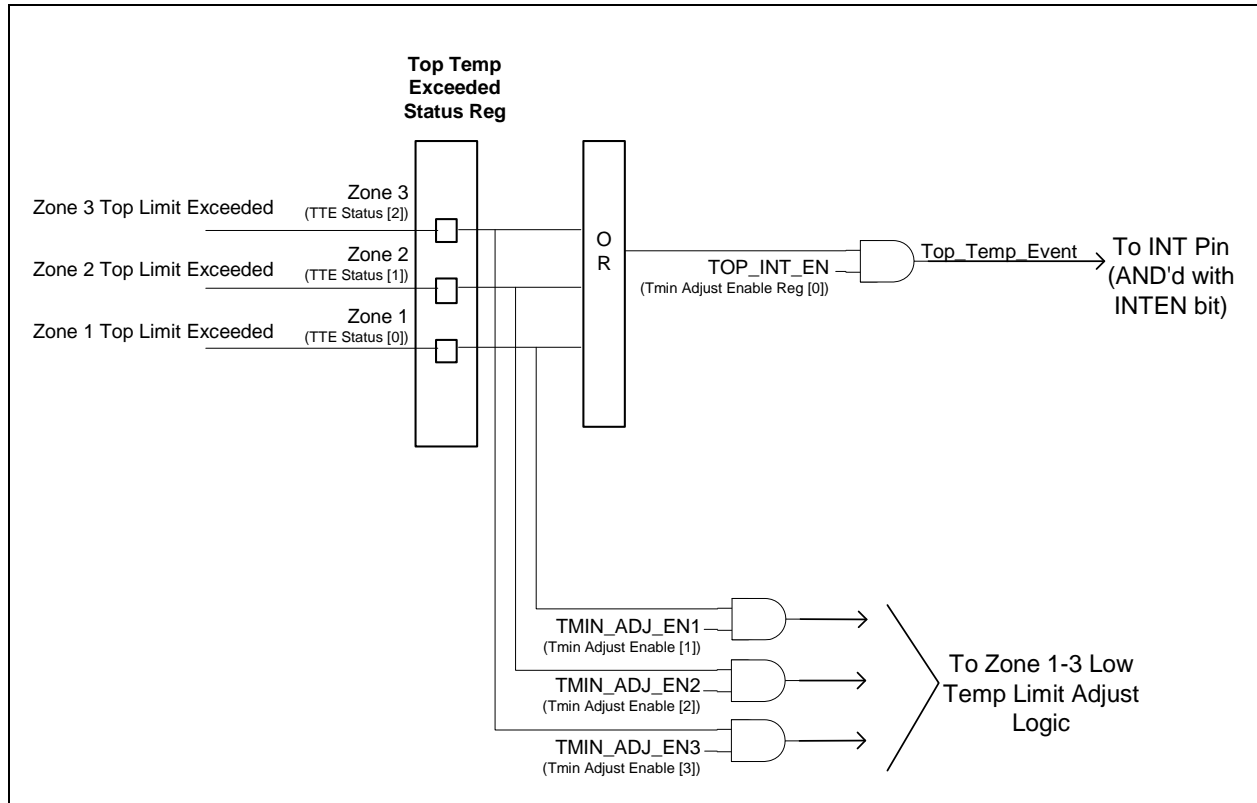 Top Temp
Exceeded
Status Reg
Zone 3
(TTE Status [2])
Zone 3 Top Limit Exceeded
Zone 2
(TTE Status [1])
Zone 2 Top Limit Exceeded
Zone 1
(TTE Status [0])
Zone 1 Top Limit Exceeded
O
R
TOP_INT_EN
(Tmin Adjust Enable Reg [0])
Top_Temp_Event
To INT Pin
(AND'd with
INTEN bit)
TMIN_ADJ_EN1
(Tmin Adjust Enable [1])
TMIN_ADJ_EN2
(Tmin Adjust Enable [2])
TMIN_ADJ_EN3
(Tmin Adjust Enable [3])
To Zone 1-3 Low
Temp Limit Adjust
Logic